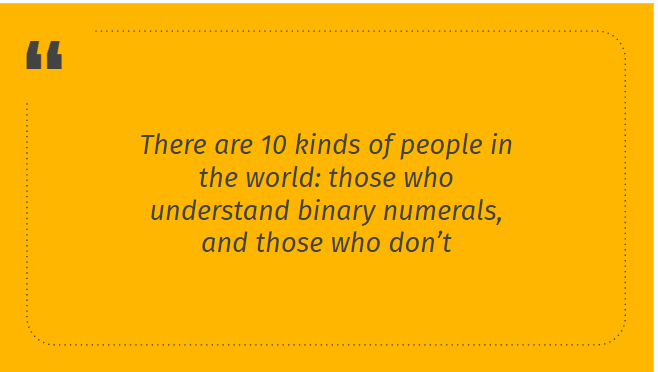 “
There are 10 kinds of people in
the world: those who
understand binary numerals,
and those who don’t